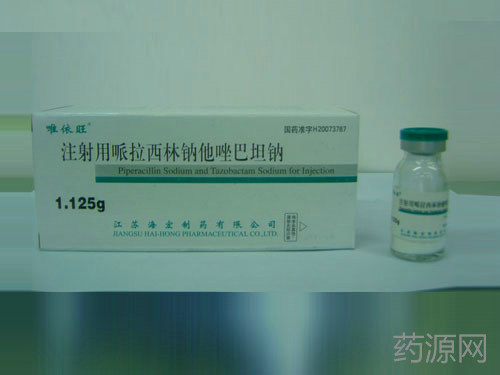 唯依旺®
国药准字H20073787
注射用哌拉西林钠他唑巴坦钠
Piperacillin Sodium and Tazobactam Sodium for Injection
1.125g
江苏海宏制药有限公司
JIANGSU HAI-HONG PHARMACEUTICAL CO.,LTD.
药源网